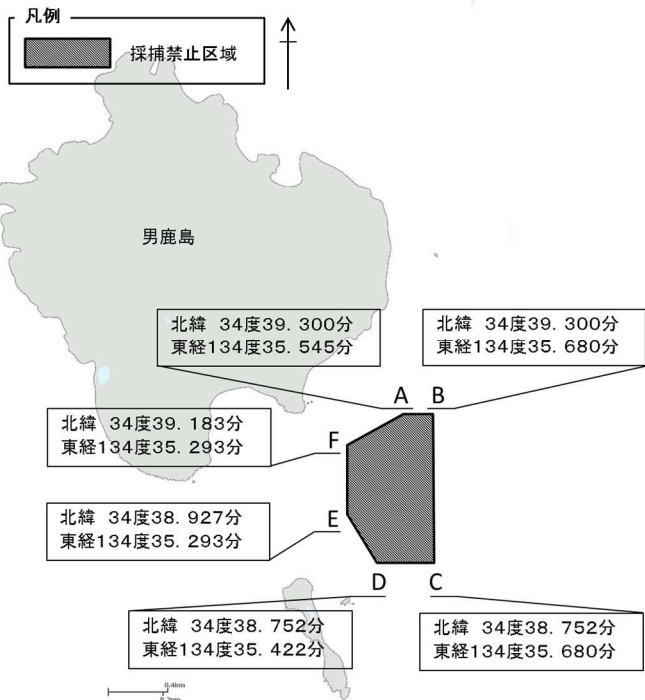 凡例
採捕禁止区域
男鹿島
北緯 34度39.300分
東経134度35.545分
北緯 34度39.300分
東経134度35.680分
A
B
北緯 34度39.183分
東経134度35.293分
F
北緯 34度38.927分
東経134度35.293分
E
D
C
北緯 34度38.752分
東経134度35.422分
北緯 34度38.752分
東経134度35.680分
0.4km
0.2nm